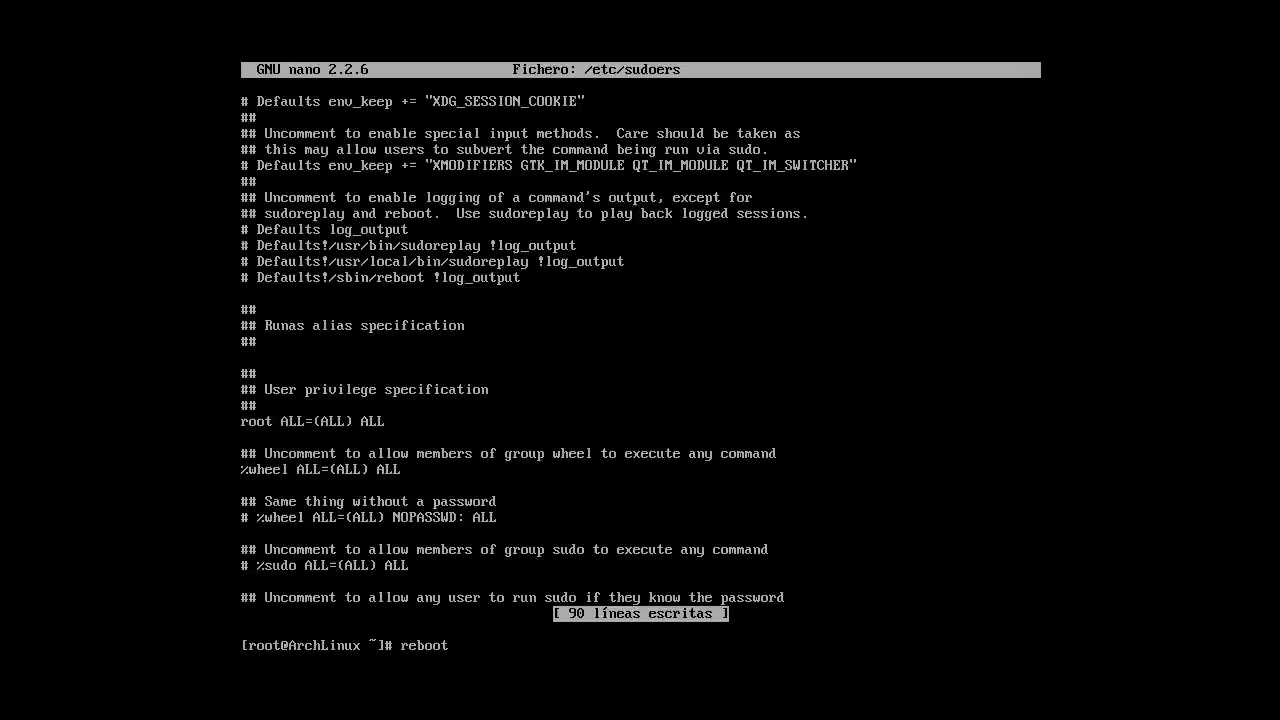 GNU nano 2.2.6 Fichero: /etc/sudoers
# Defaults env_keep += "XDG_SESSION_COOKIE"
##
## Uncomment to enable special input methods.  Care should be taken as
## this may allow users to subvert the command being run via sudo.
# Defaults env_keep += "XMODIFIERS GTK_IM_MODULE QT_IM_MODULE QT_IM_SWITCHER"
##
## Uncomment to enable logging of a command's output, except for
## sudoreplay and reboot.  Use sudoreplay to play back logged sessions.
# Defaults log_output
# Defaults!/usr/bin/sudoreplay !log_output
# Defaults!/usr/local/bin/sudoreplay !log_output
# Defaults!/sbin/reboot !log_output
##
## Runas alias specification
##
##
## User privilege specification
##
root ALL=(ALL) ALL
## Uncomment to allow members of group wheel to execute any command
%wheel ALL=(ALL) ALL
## Same thing without a password
# %wheel ALL=(ALL) NOPASSWD: ALL
## Uncomment to allow members of group sudo to execute any command
# %sudo ALL=(ALL) ALL
## Uncomment to allow any user to run sudo if they know the password
[ 90 líneas escritas ]
[root@ArchLinux ~]# reboot